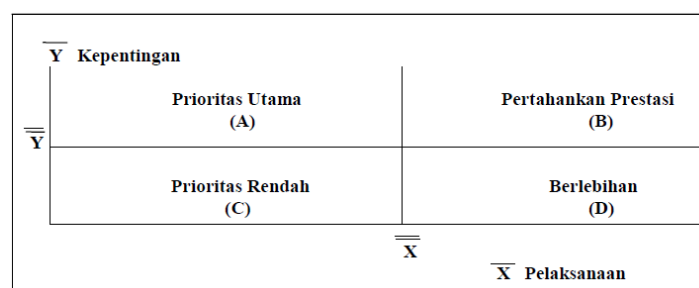 Y Kepentingan
Prioritas Utama
(A)
Pertahankan Prestasi
(B)
Y
Prioritas Rendah
(C)
Berlebihan
(D)
X
X Pelaksanaan